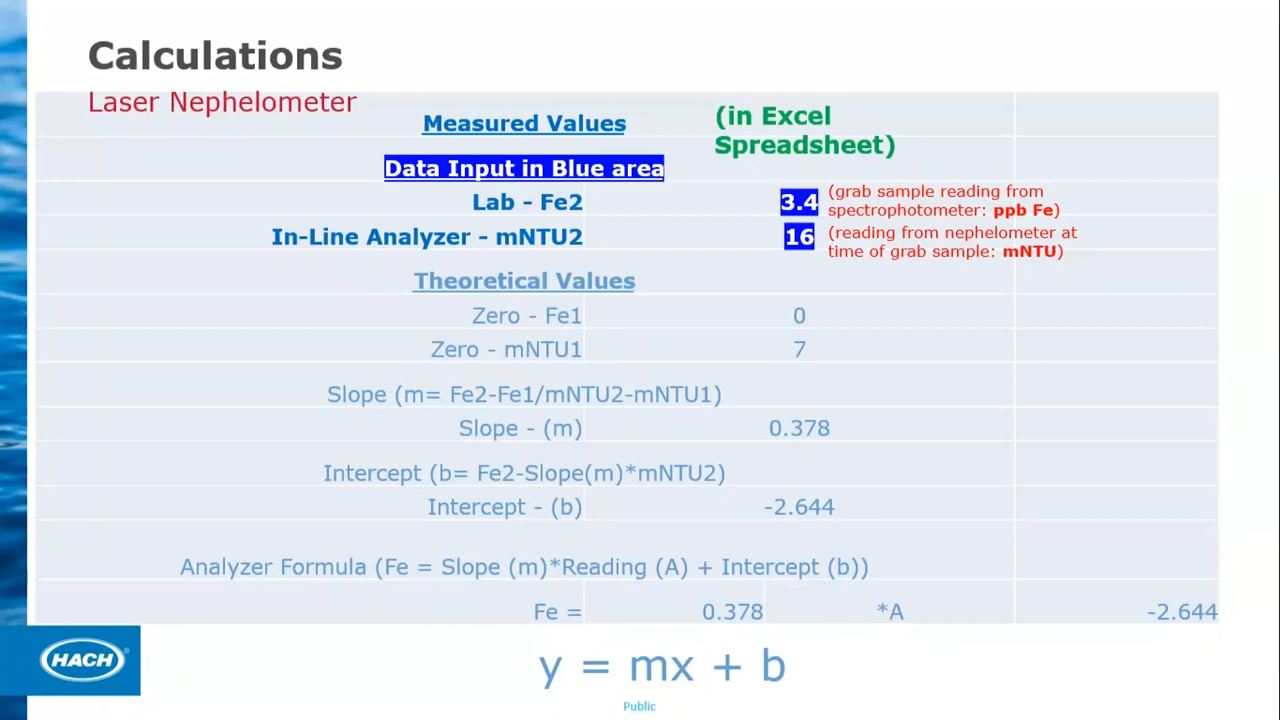 Calculations
Laser Nephelometer
Measured Values
(in Excel
Spreadsheet)
Data Input in Blue area
Lab - Fe2
3.4
(grab sample reading from
spectrophotometer: ppb Fe)
In-Line Analyzer - mNTU2
16
(reading from nephelometer at
time of grab sample: mNTU)
Theoretical Values
Zero - Fe1 0
Zero - mNTU1 7
Slope (m= Fe2-Fe1/mNTU2-mNTU1)
Slope - (m) 0.378
Intercept (b= Fe2-Slope(m)*mNTU2)
Intercept - (b) -2.644
Analyzer Formula (Fe = Slope (m)*Reading (A) + Intercept (b))
Fe = 0.378 *A -2.644
HACH®
y = mx + b
Public